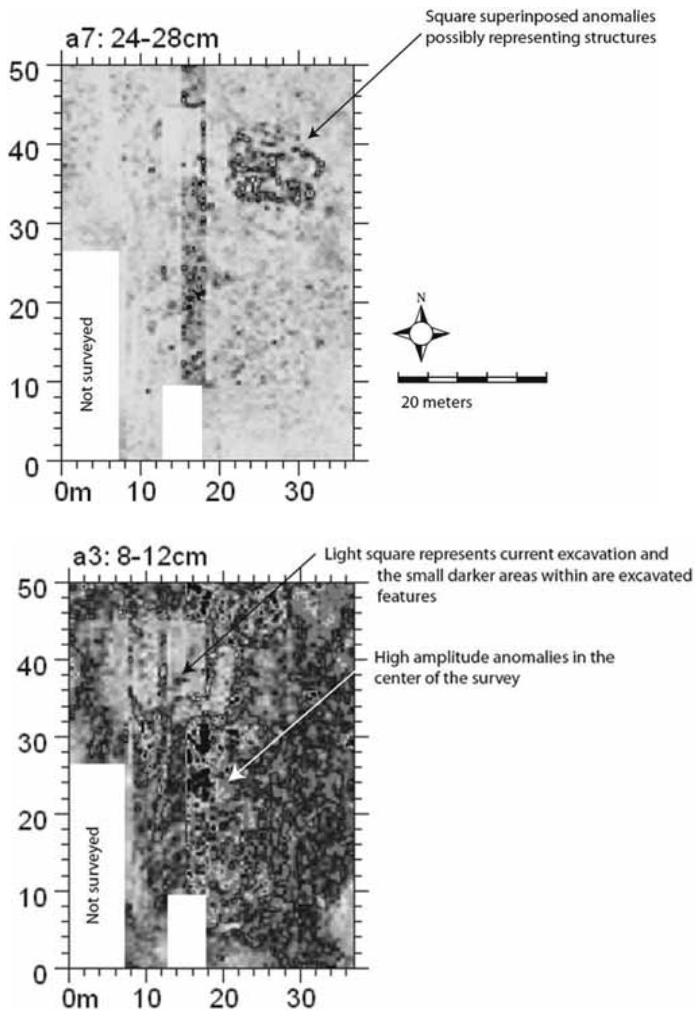 Square superinposed anomalies
possibly representing structures
a7: 24-28cm
50
40
30
20
10
0
Not surveyed
0m 10 20 30
N
20 meters
Light square represents current excavation and
the small darker areas within are excavated
features
a3: 8-12cm
High amplitude anomalies in the
center of the survey
50
40
30
20
10
0
Not surveyed
0m 10 20 30